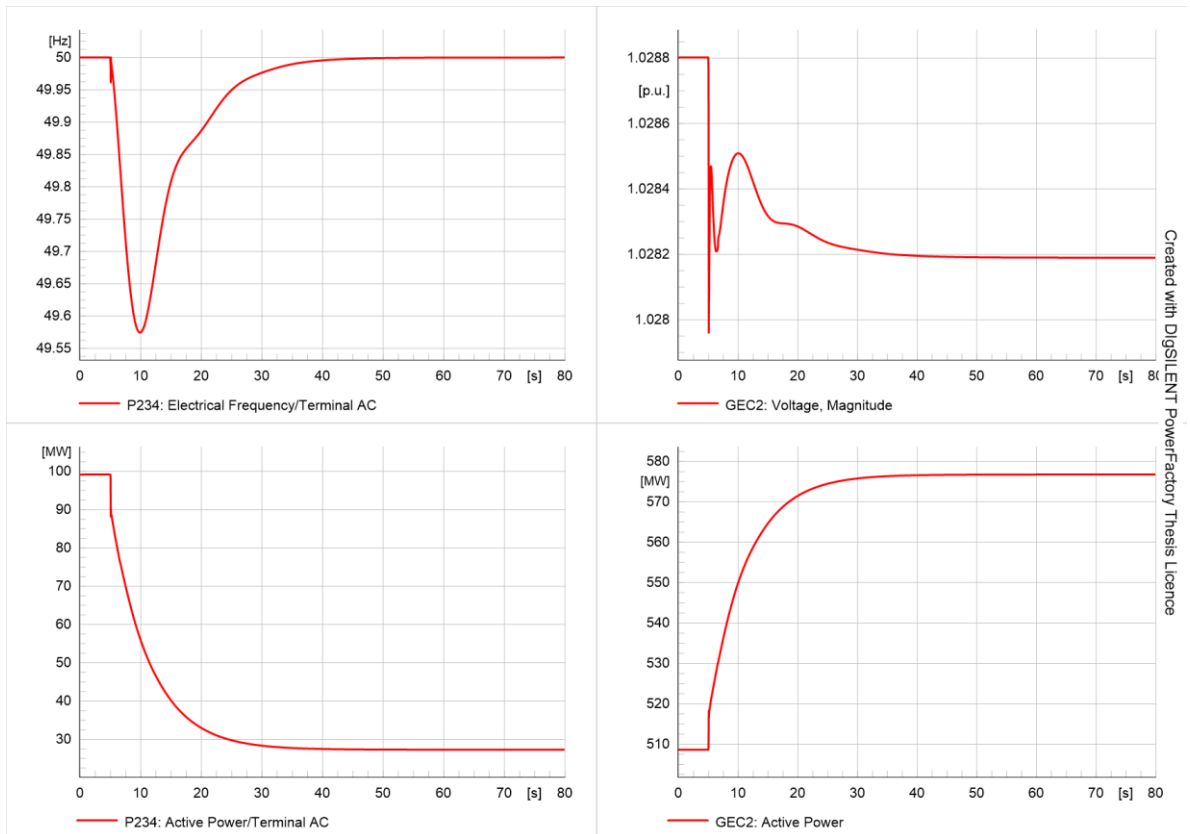 [Hz]
50
49.95
49.9
49.85
49.8
49.75
49.7
49.65
49.6
49.55
0 10 20 30 40 50 60 70 [s] 80
P234: Electrical Frequency/Terminal AC
1.0288
[p.u.]
1.0286
1.0284
1.0282
1.028
0 10 20 30 40 50 60 70 [s] 80
GEC2: Voltage, Magnitude
[MW]
100
90
80
70
60
50
40
30
0 10 20 30 40 50 60 70 [s] 80
P234: Active Power/Terminal AC
580
[MW]
570
560
550
540
530
520
510
0 10 20 30 40 50 60 70 [s] 80
GEC2: Active Power
Created with DIgSILENT PowerFactory Thesis Licence